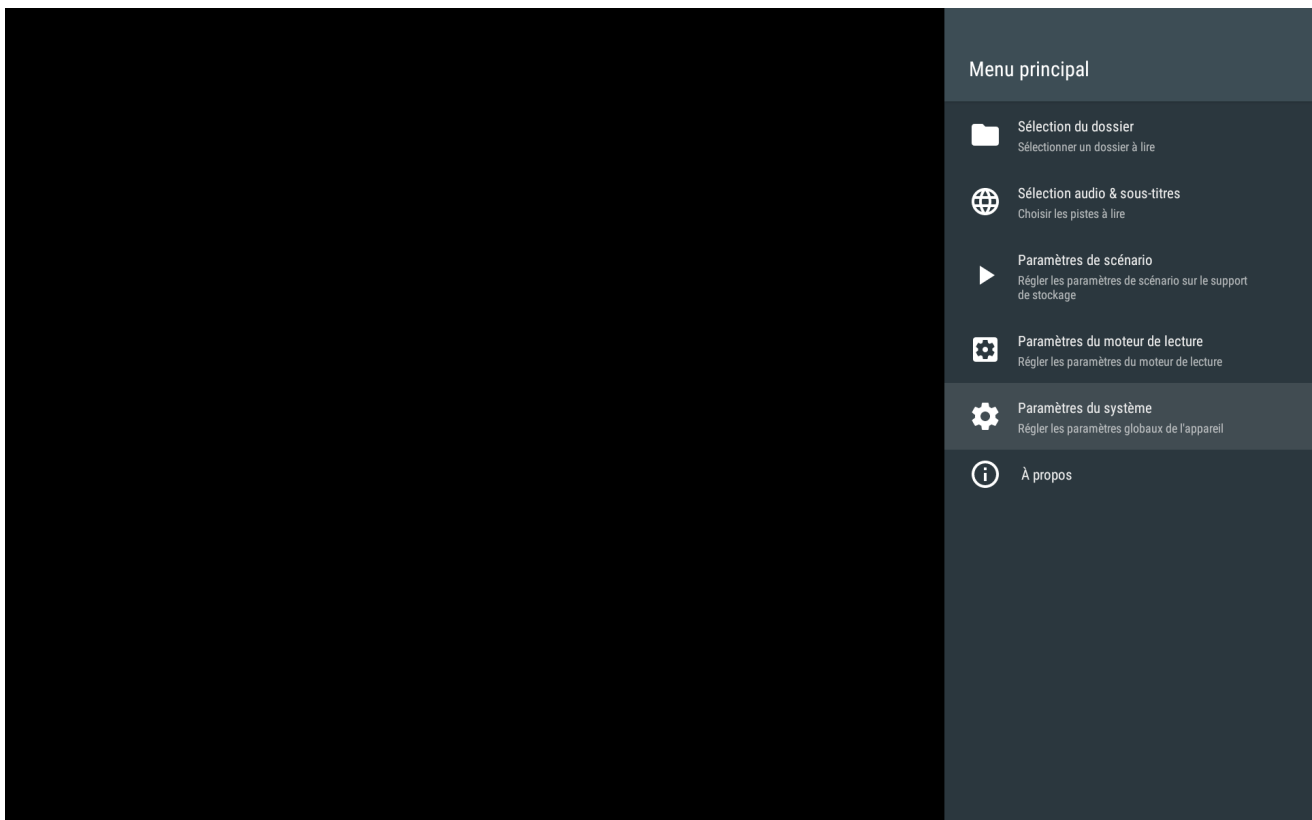 Menu principal
Sélection du dossier
Sélectionner un dossier à lire
Sélection audio & sous-titres
Choisir les pistes à lire
Paramètres de scénario
Régler les paramètres de scénario sur le support
de stockage
Paramètres du moteur de lecture
Régler les paramètres du moteur de lecture
Paramètres du système
Régler les paramètres globaux de l'appareil
À propos